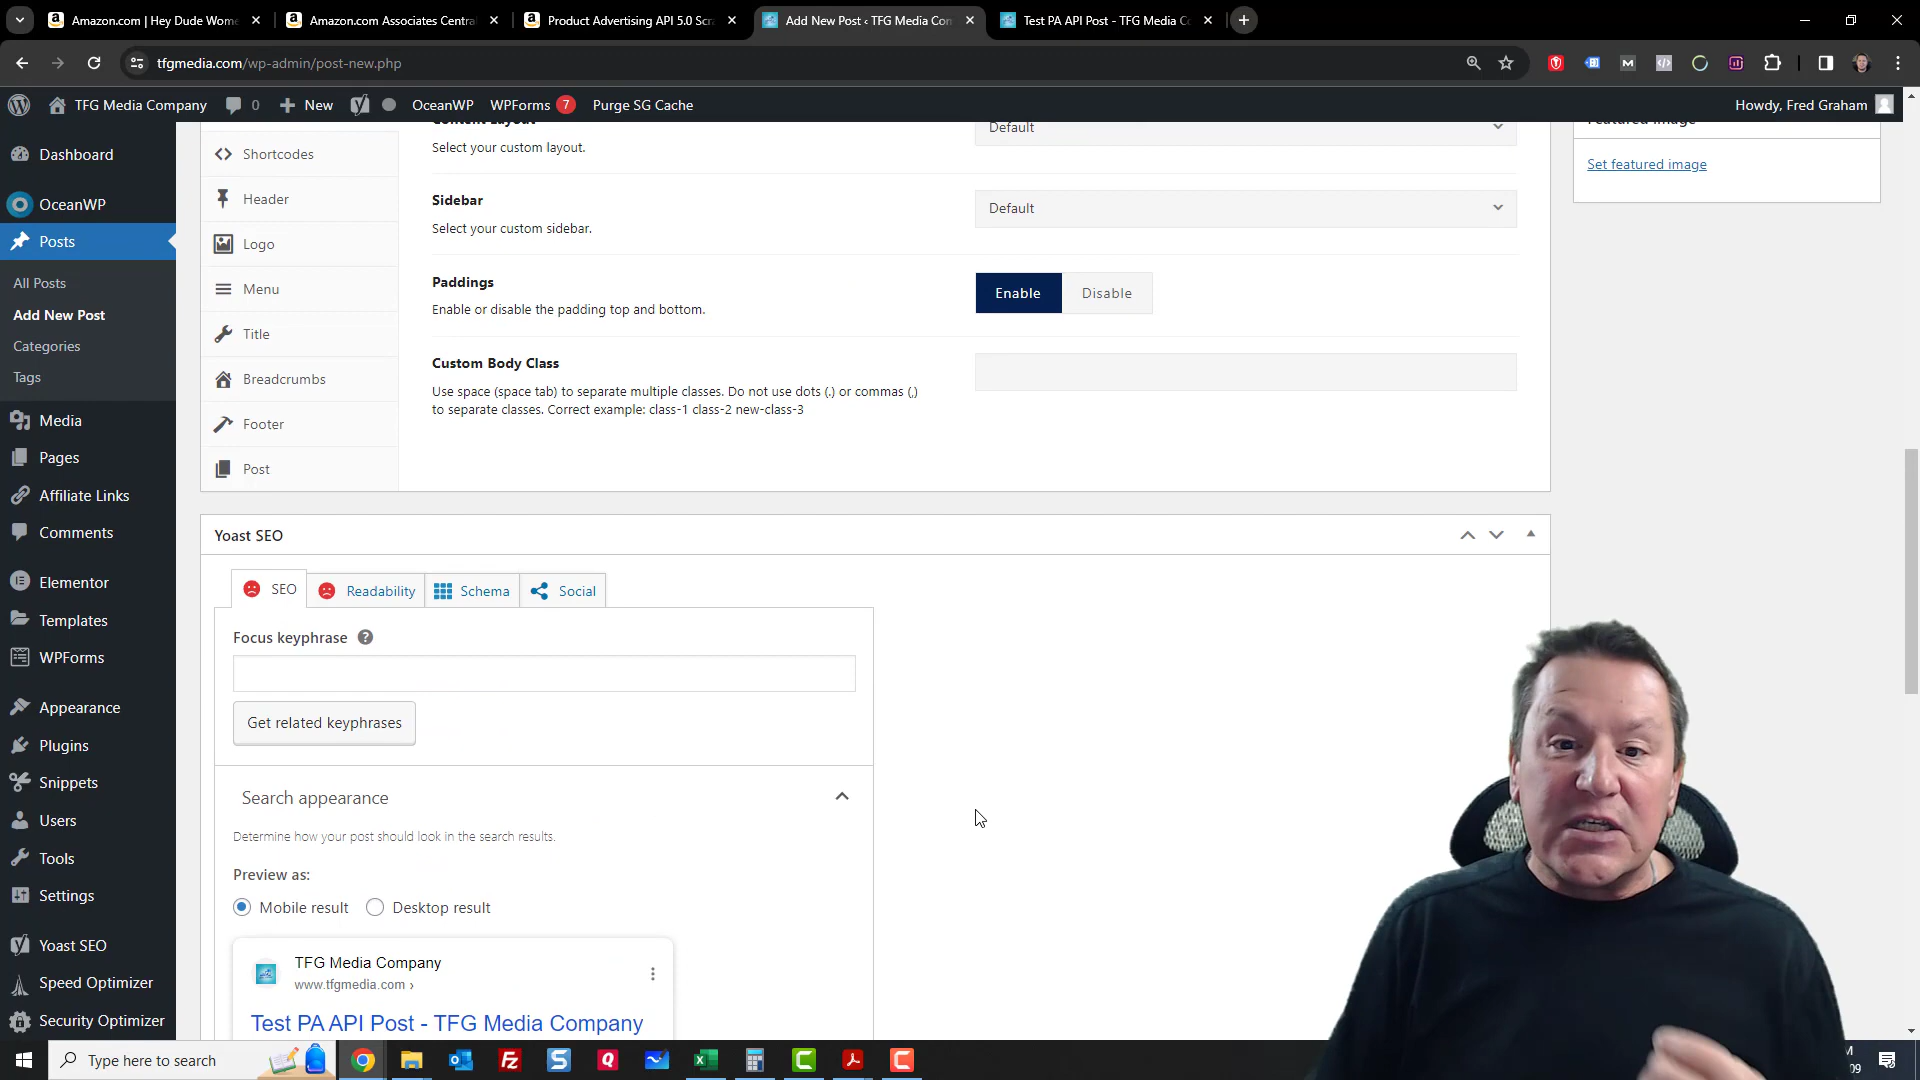 Amazon.com | Hey Dude Wome
Amazon.com Associates Central
Product Advertising API 5.0 Scra
Add New Post ‹ TFG Media Com
Test PA API Post - TFG Media C
tfgmedia.com/wp-admin/post-new.php
TFG Media Company
0
New
OceanWP
WPForms 7
Purge SG Cache
Howdy, Fred Graham
Dashboard
OceanWP
Posts
All Posts
Add New Post
Categories
Tags
Media
Pages
Affiliate Links
Comments
Elementor
Templates
WPForms
Appearance
Plugins
Snippets
Users
Tools
Settings
Yoast SEO
Speed Optimizer
Security Optimizer
Shortcodes
Header
Logo
Menu
Title
Breadcrumbs
Footer
Post
Content Layout
Select your custom layout.
Default
Sidebar
Select your custom sidebar.
Default
Paddings
Enable or disable the padding top and bottom.
Enable
Disable
Custom Body Class
Use space (space tab) to separate multiple classes. Do not use dots (.) or commas (,)
to separate classes. Correct example: class-1 class-2 new-class-3
Featured image
Set featured image
Yoast SEO
SEO
Readability
Schema
Social
Focus keyphrase
Get related keyphrases
Search appearance
Determine how your post should look in the search results.
Preview as:
Mobile result
Desktop result
TFG Media Company
www.tfgmedia.com ›
Test PA API Post - TFG Media Company
Type here to search